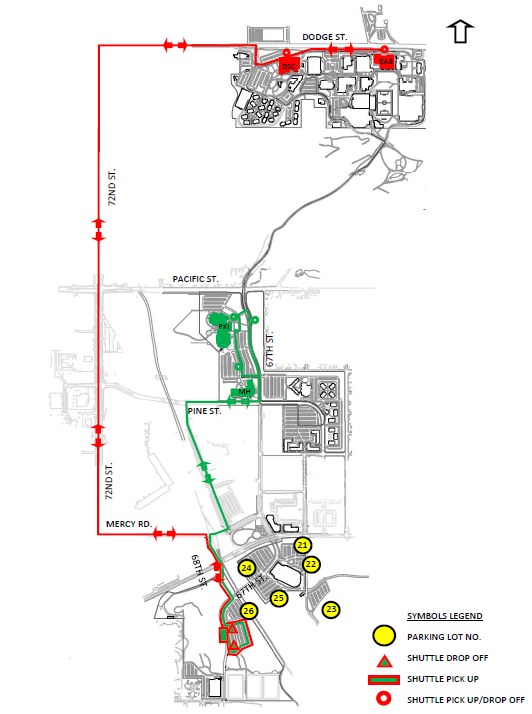 DODGE ST.
DSC
EAB
72ND ST.
PACIFIC ST.
PKI
67TH ST.
MH
PINE ST.
72ND ST.
MERCY RD.
68TH ST.
67TH ST.
21
22
24
25
23
26
SYMBOLS LEGEND
PARKING LOT NO.
SHUTTLE DROP OFF
SHUTTLE PICK UP
SHUTTLE PICK UP/DROP OFF